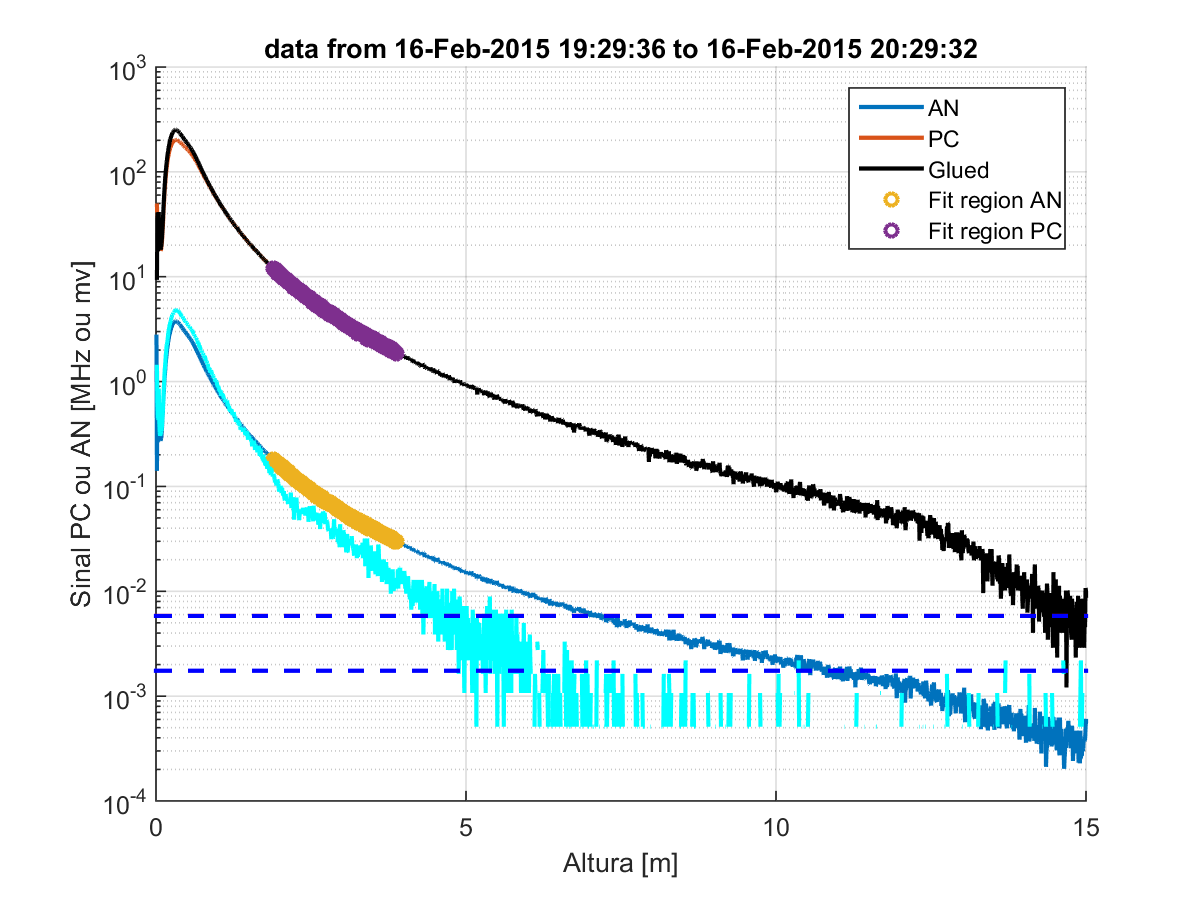 data from 16-Feb-2015 19:29:36 to 16-Feb-2015 20:29:32
10^3
10^2
10^1
10^0
10^-1
10^-2
10^-3
10^-4
Sinal PC ou AN [MHz ou mv]
AN
PC
Glued
Fit region AN
Fit region PC
0 5 10 15
Altura [m]